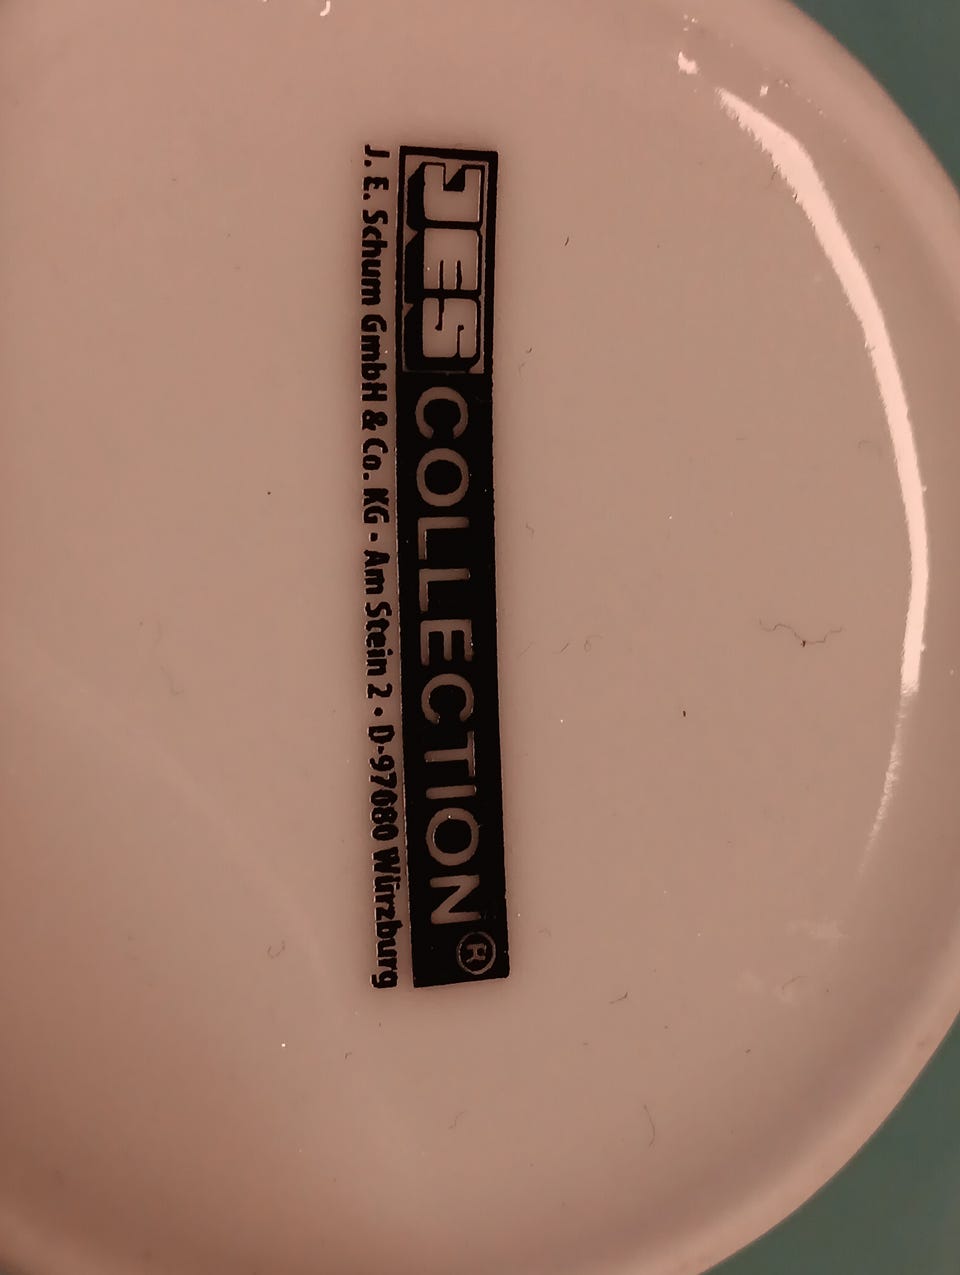 JES COLLECTION ®
J. E. Schum GmbH & Co. KG - Am Stein 2 • D-97080 Würzburg